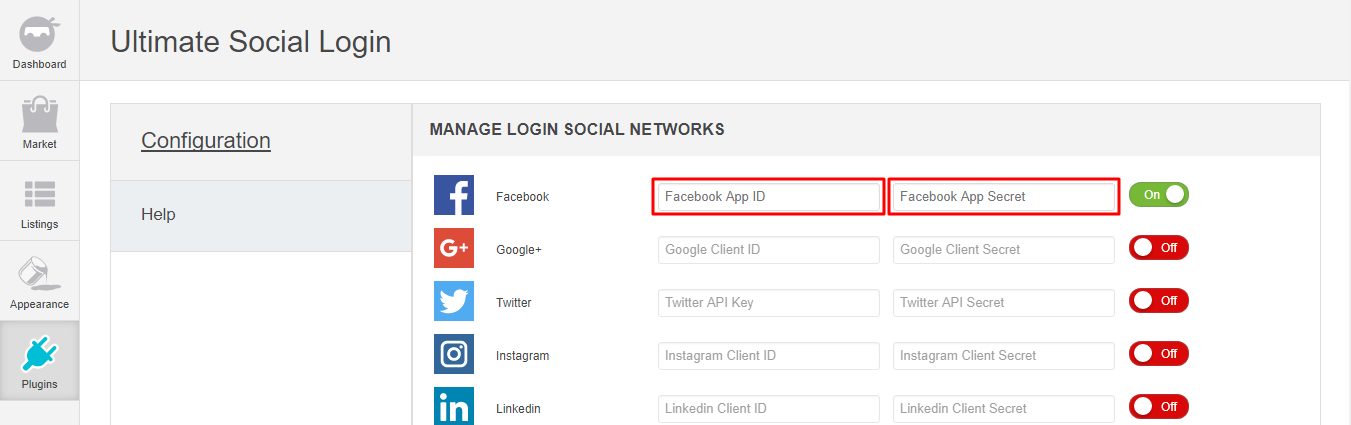 Ultimate Social Login
Dashboard
Market
Listings
Appearance
Plugins
Configuration
Help
MANAGE LOGIN SOCIAL NETWORKS
Facebook Facebook App ID Facebook App Secret On
G+ Google+ Google Client ID Google Client Secret Off
Twitter Twitter API Key Twitter API Secret Off
Instagram Instagram Client ID Instagram Client Secret Off
in Linkedin Linkedin Client ID Linkedin Client Secret Off